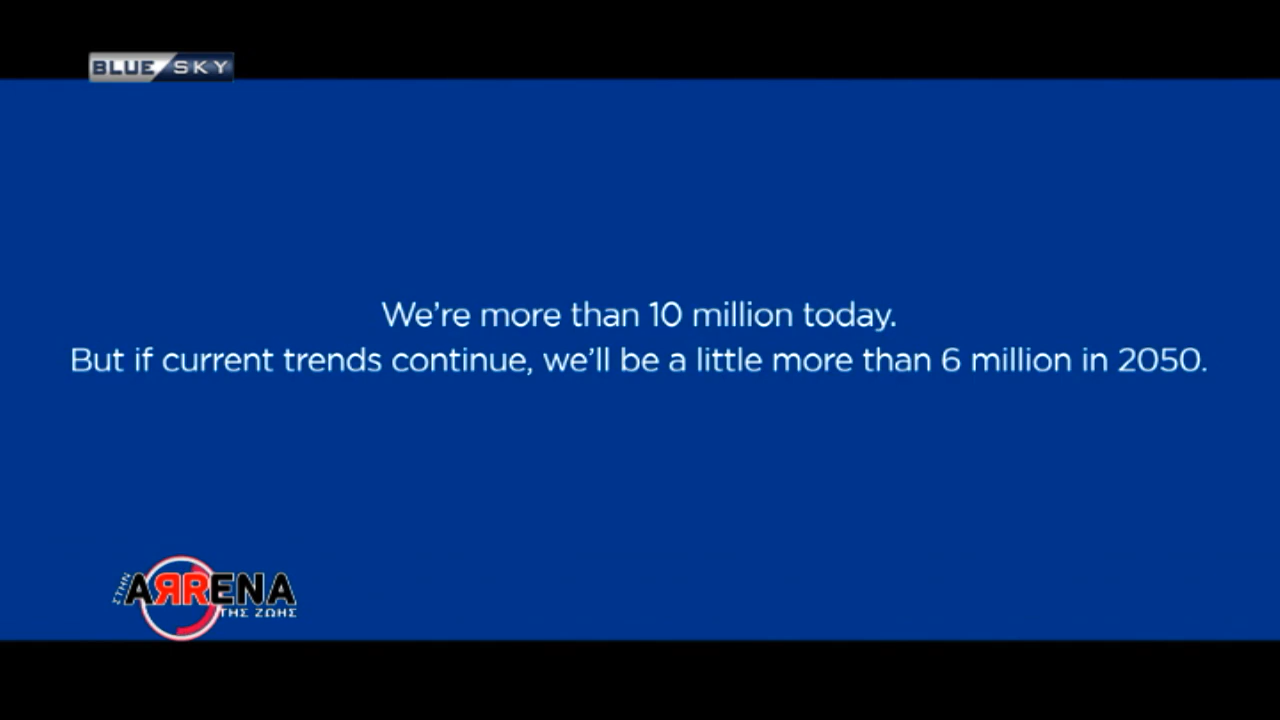 BLUE SKY
We're more than 10 million today.
But if current trends continue, we'll be a little more than 6 million in 2050.
ΣΤΗΝ
AЯRENA
ΤΗΣ ΖΩΗΣ